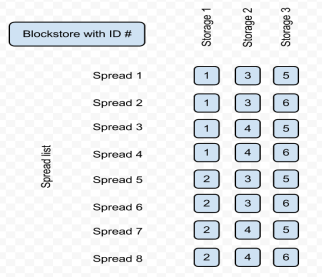 Storage 1
Storage 2
Storage 3
Blockstore with ID #
Spread list
Spread 1 1 3 5
Spread 2 1 3 6
Spread 3 1 4 5
Spread 4 1 4 6
Spread 5 2 3 5
Spread 6 2 3 6
Spread 7 2 4 5
Spread 8 2 4 6